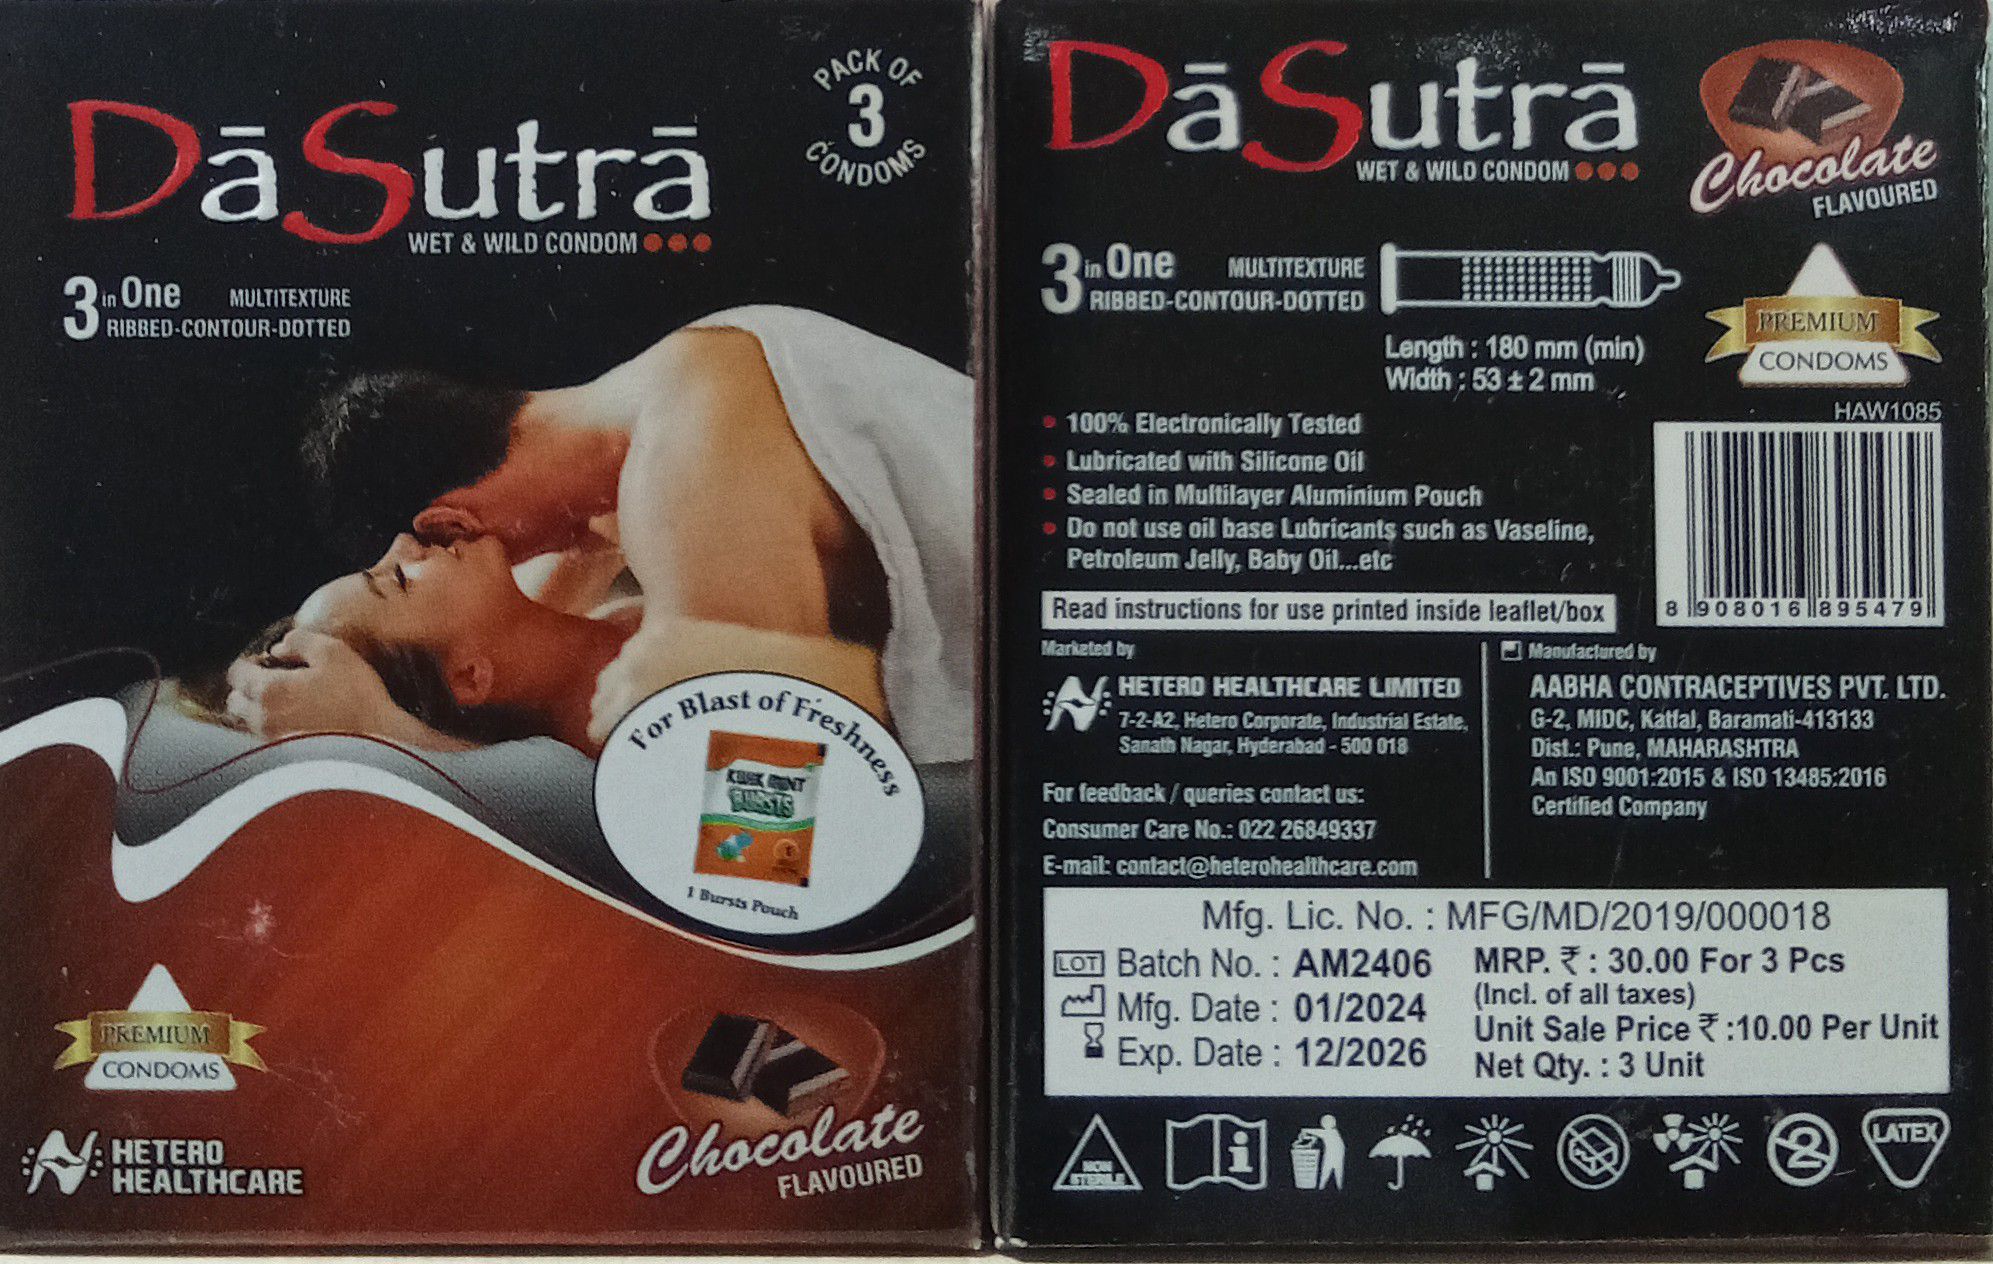 DāSutrā
WET & WILD CONDOM
PACK OF
3
CONDOMS
3 in One MULTITEXTURE
RIBBED-CONTOUR-DOTTED
For Blast of Freshness
KWIK MINT
BURSTS
1 Bursts Pouch
PREMIUM
CONDOMS
HETERO
HEALTHCARE
Chocolate
FLAVOURED
DāSutrā
WET & WILD CONDOM
Chocolate
FLAVOURED
3 in One MULTITEXTURE
RIBBED-CONTOUR-DOTTED
Length : 180 mm (min)
Width : 53 ± 2 mm
PREMIUM
CONDOMS
HAW1085
• 100% Electronically Tested
• Lubricated with Silicone Oil
• Sealed in Multilayer Aluminium Pouch
• Do not use oil base Lubricants such as Vaseline,
Petroleum Jelly, Baby Oil...etc
8 908016 895479
Read instructions for use printed inside leaflet/box
Marketed by
HETERO HEALTHCARE LIMITED
7-2-A2, Hetero Corporate, Industrial Estate,
Sanath Nagar, Hyderabad - 500 018
For feedback / queries contact us:
Consumer Care No.: 022 26849337
E-mail: contact@heterohealthcare.com
Manufactured by
AABHA CONTRACEPTIVES PVT. LTD.
G-2, MIDC, Katfal, Baramati-413133
Dist.: Pune, MAHARASHTRA
An ISO 9001:2015 & ISO 13485:2016
Certified Company
Mfg. Lic. No. : MFG/MD/2019/000018
LOT Batch No. : AM2406
Mfg. Date : 01/2024
Exp. Date : 12/2026
MRP. ₹ : 30.00 For 3 Pcs
(Incl. of all taxes)
Unit Sale Price ₹ :10.00 Per Unit
Net Qty. : 3 Unit
NON
STERILE
i
2
LATEX